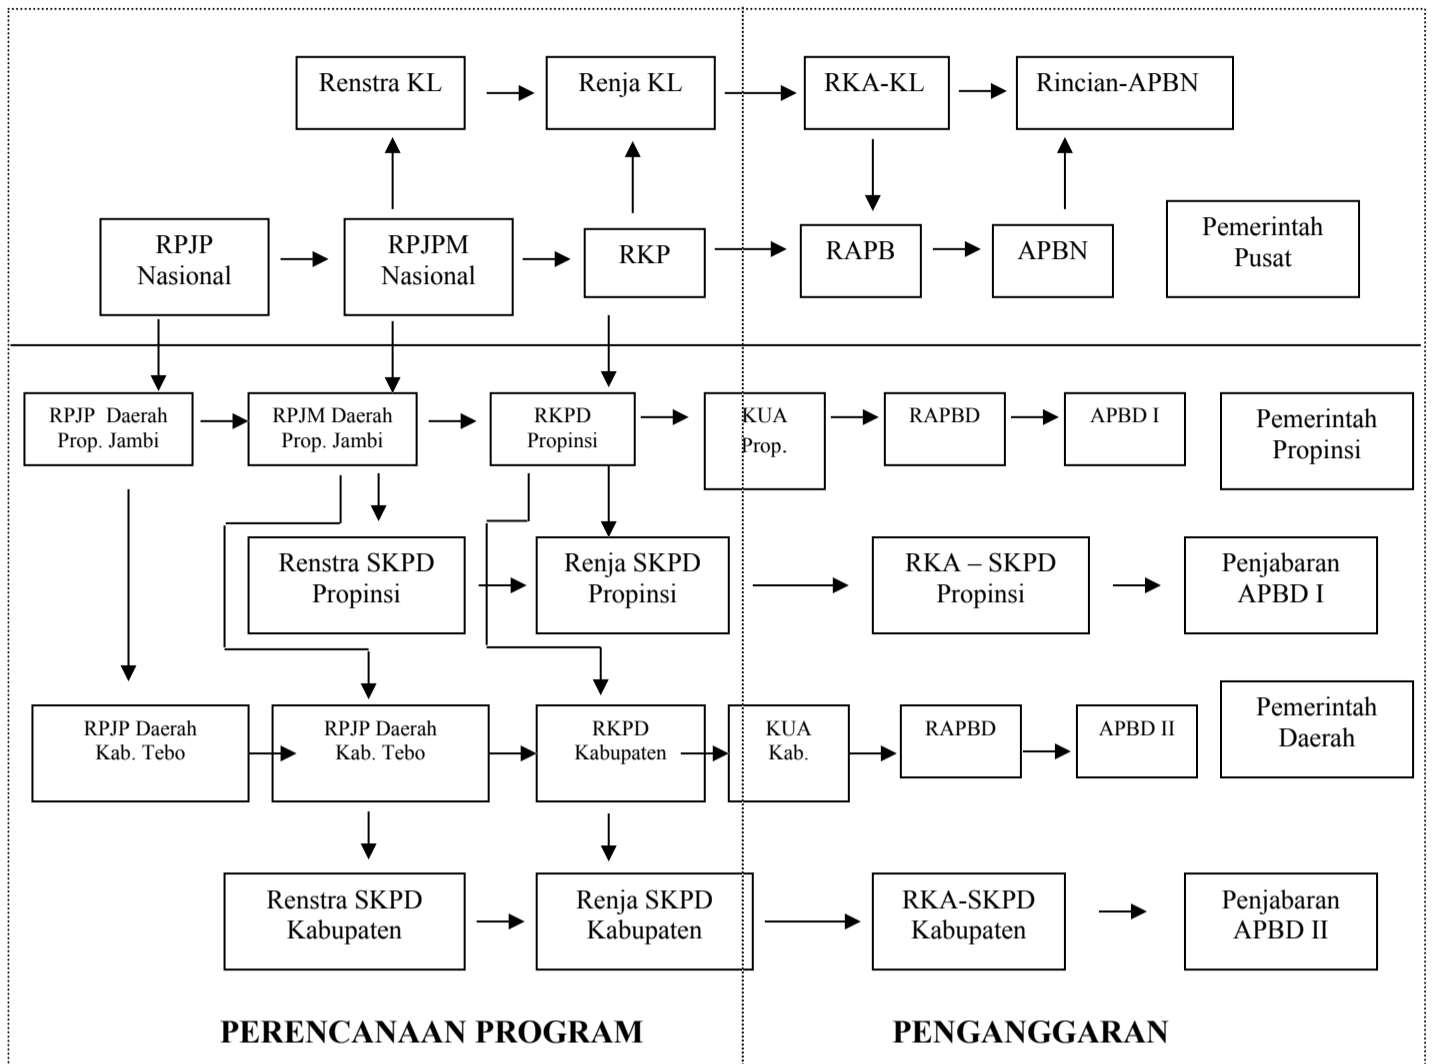 Renstra KL
Renja KL
RKA-KL
Rincian-APBN
RPJP
Nasional
RPJPM
Nasional
RKP
RAPB
APBN
Pemerintah
Pusat
RPJP Daerah
Prop. Jambi
RPJM Daerah
Prop. Jambi
RKPD
Propinsi
KUA
Prop.
RAPBD
APBD I
Pemerintah
Propinsi
Renstra SKPD
Propinsi
Renja SKPD
Propinsi
RKA – SKPD
Propinsi
Penjabaran
APBD I
RPJP Daerah
Kab. Tebo
RPJP Daerah
Kab. Tebo
RKPD
Kabupaten
KUA
Kab.
RAPBD
APBD II
Pemerintah
Daerah
Renstra SKPD
Kabupaten
Renja SKPD
Kabupaten
RKA-SKPD
Kabupaten
Penjabaran
APBD II
PERENCANAAN PROGRAM
PENGANGGARAN